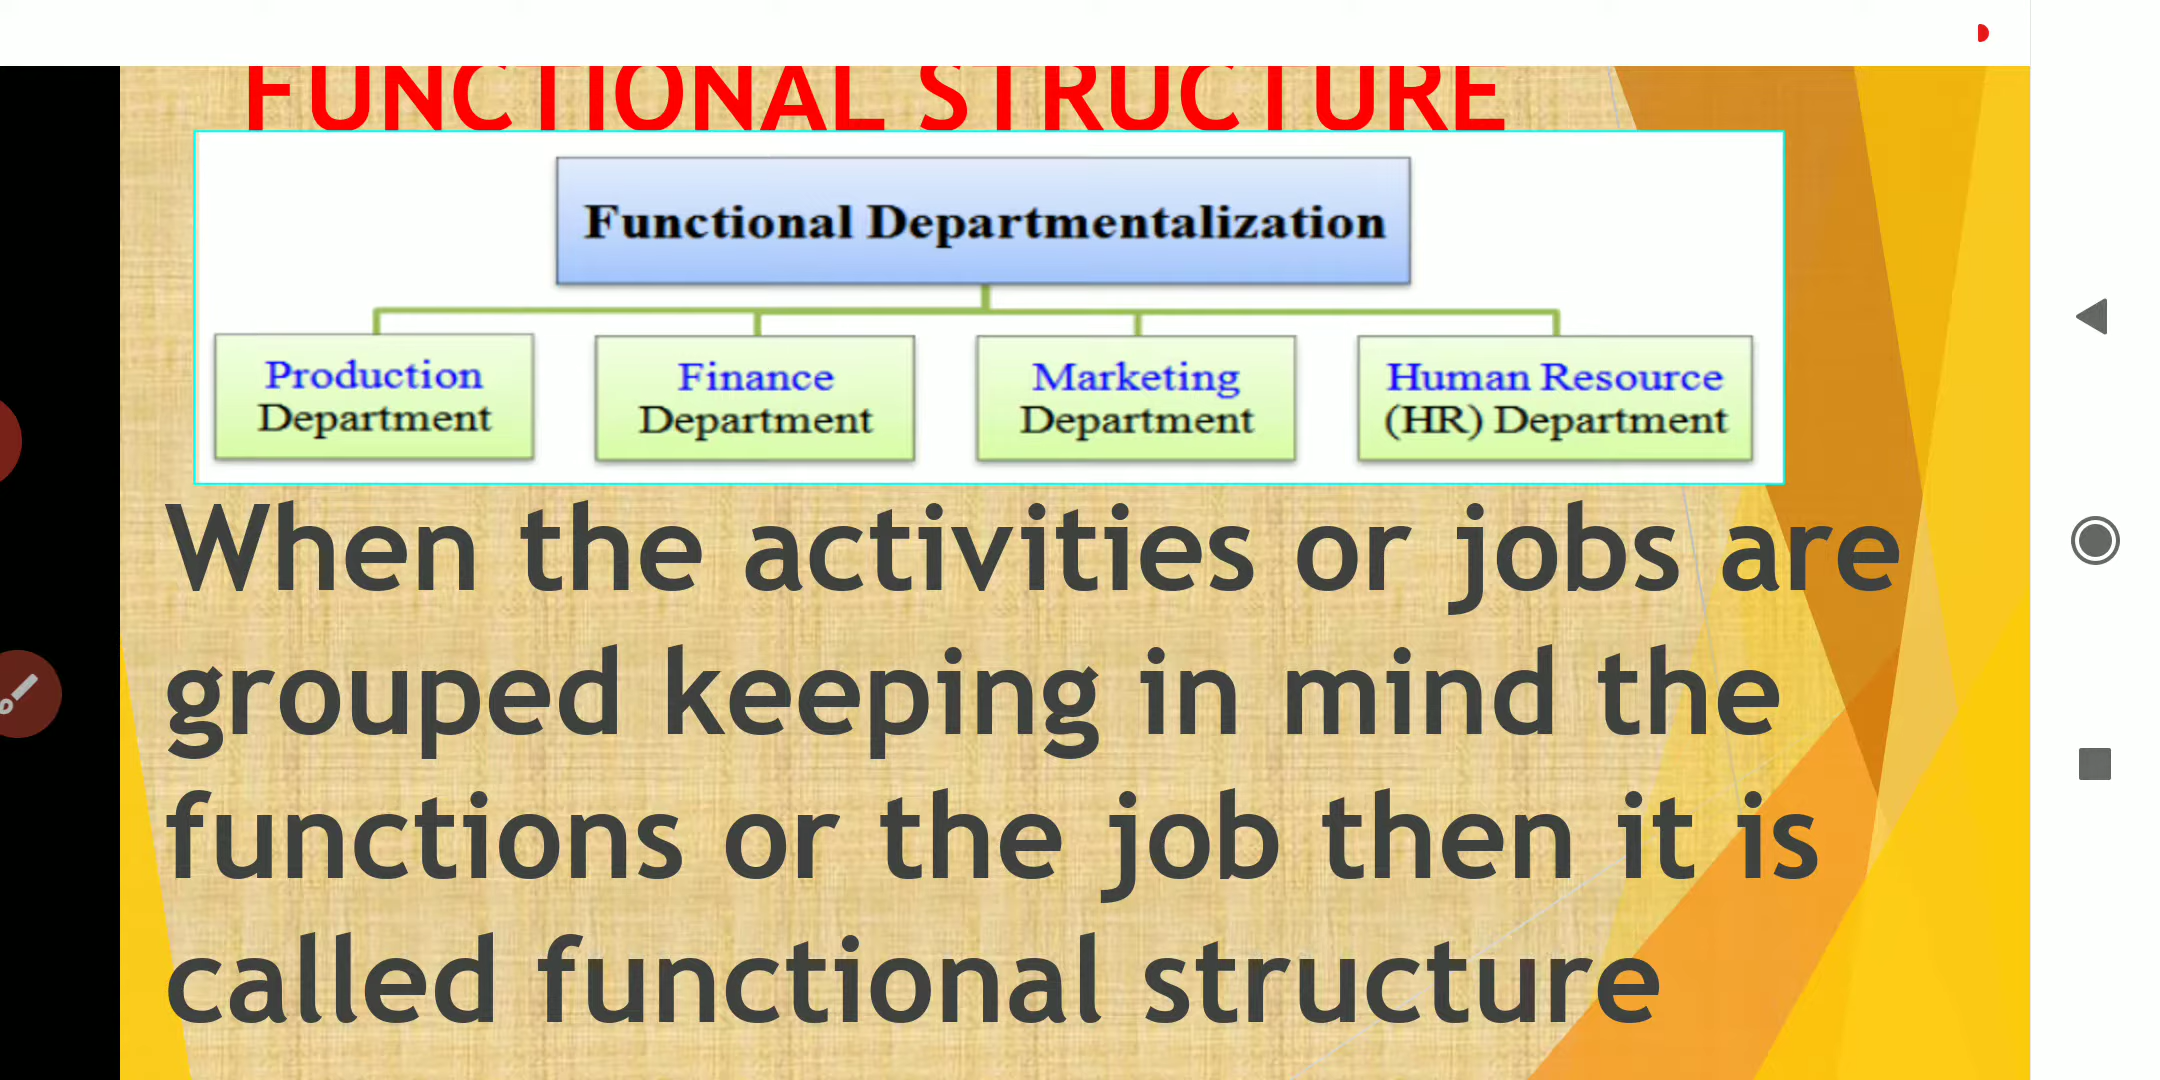 FUNCTIONAL STRUCTURE
Functional Departmentalization
Production
Department
Finance
Department
Marketing
Department
Human Resource
(HR) Department
When the activities or jobs are
grouped keeping in mind the
functions or the job then it is
called functional structure